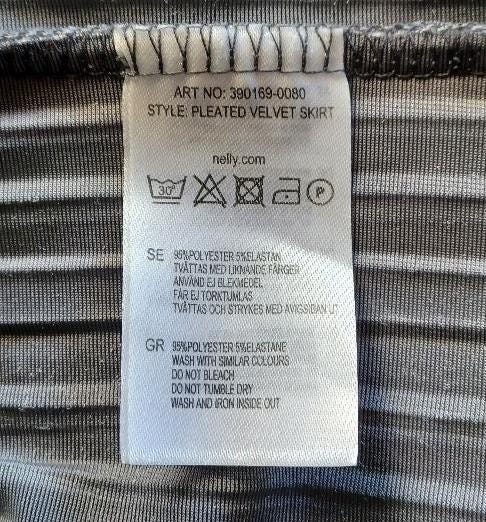 ART NO: 390169-0080
STYLE: PLEATED VELVET SKIRT
nelly.com
30° P
SE 95%POLYESTER 5%ELASTAN
TVÄTTAS MED LIKNANDE FÄRGER
ANVÄND EJ BLEKMEDEL
FÅR EJ TORKTUMLAS
TVÄTTAS OCH STRYKES MED AVIGSIDAN UT
GR 95%POLYESTER 5%ELASTANE
WASH WITH SIMILAR COLOURS
DO NOT BLEACH
DO NOT TUMBLE DRY
WASH AND IRON INSIDE OUT